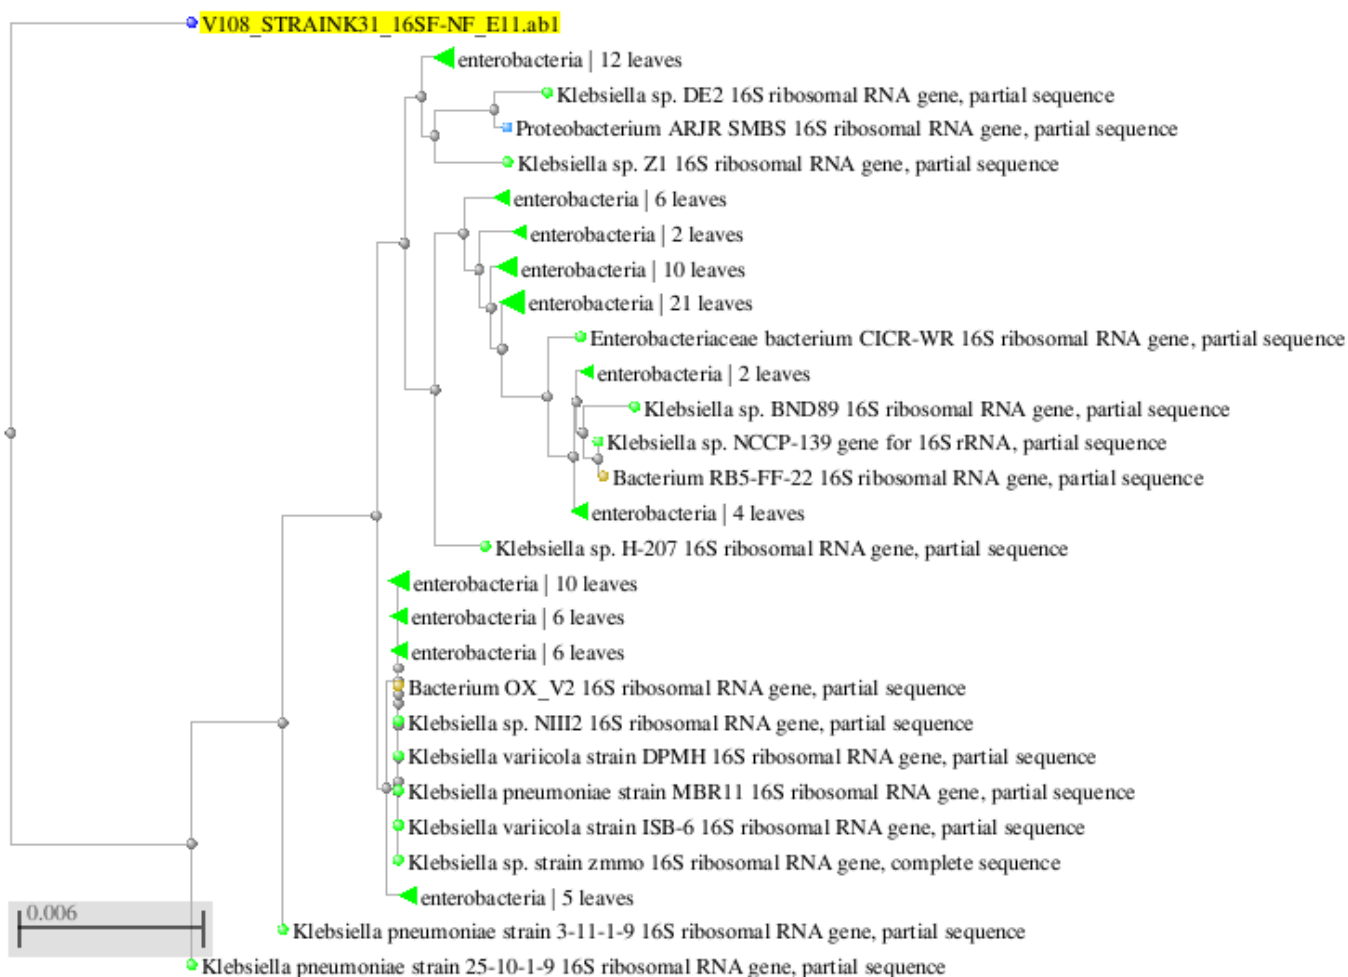 V108_STRAINK31_16SF-NF_E11.ab1
enterobacteria | 12 leaves
Klebsiella sp. DE2 16S ribosomal RNA gene, partial sequence
Proteobacterium ARJR SMBS 16S ribosomal RNA gene, partial sequence
Klebsiella sp. Z1 16S ribosomal RNA gene, partial sequence
enterobacteria | 6 leaves
enterobacteria | 2 leaves
enterobacteria | 10 leaves
enterobacteria | 21 leaves
Enterobacteriaceae bacterium CICR-WR 16S ribosomal RNA gene, partial sequence
enterobacteria | 2 leaves
Klebsiella sp. BND89 16S ribosomal RNA gene, partial sequence
Klebsiella sp. NCCP-139 gene for 16S rRNA, partial sequence
Bacterium RB5-FF-22 16S ribosomal RNA gene, partial sequence
enterobacteria | 4 leaves
Klebsiella sp. H-207 16S ribosomal RNA gene, partial sequence
enterobacteria | 10 leaves
enterobacteria | 6 leaves
enterobacteria | 6 leaves
Bacterium OX_V2 16S ribosomal RNA gene, partial sequence
Klebsiella sp. NIII2 16S ribosomal RNA gene, partial sequence
Klebsiella variicola strain DPMH 16S ribosomal RNA gene, partial sequence
Klebsiella pneumoniae strain MBR11 16S ribosomal RNA gene, partial sequence
Klebsiella variicola strain ISB-6 16S ribosomal RNA gene, partial sequence
Klebsiella sp. strain zmmo 16S ribosomal RNA gene, complete sequence
enterobacteria | 5 leaves
0.006
Klebsiella pneumoniae strain 3-11-1-9 16S ribosomal RNA gene, partial sequence
Klebsiella pneumoniae strain 25-10-1-9 16S ribosomal RNA gene, partial sequence